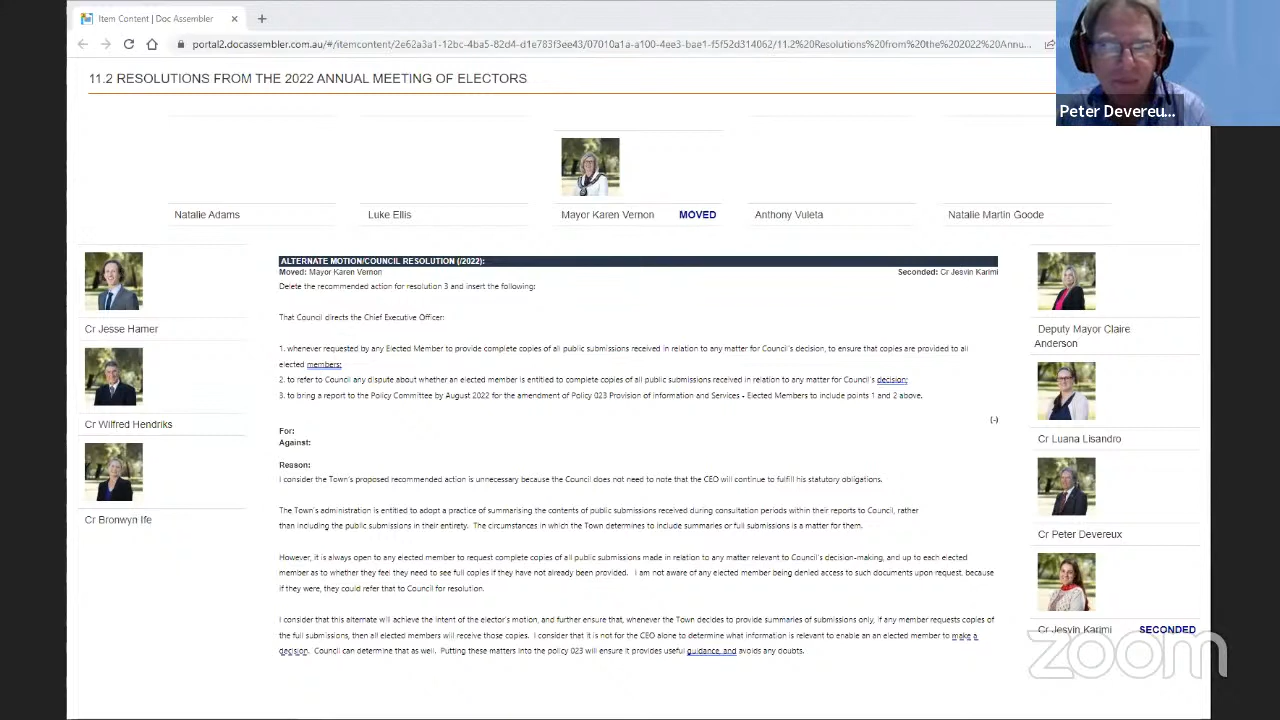 Item Content | Doc Assembler
portal2.docassembler.com.au/#/itemcontent/2e62a3a1-12bc-4ba5-82d4-d1e783f3ee43/07010a1a-a100-4ee3-bae1-f5f52d314062/11.2%20Resolutions%20from%20the%202022%20Annu...
Peter Devereu...
11.2 RESOLUTIONS FROM THE 2022 ANNUAL MEETING OF ELECTORS
Natalie Adams
Luke Ellis
Mayor Karen Vernon MOVED
Anthony Vuleta
Natalie Martin Goode
Cr Jesse Hamer
Cr Wilfred Hendriks
Cr Bronwyn Ife
ALTERNATE MOTION/COUNCIL RESOLUTION (/2022):
Moved: Mayor Karen Vernon Seconded: Cr Jesvin Karimi
Delete the recommended action for resolution 3 and insert the following:
That Council directs the Chief Executive Officer:
1. whenever requested by any Elected Member to provide complete copies of all public submissions received in relation to any matter for Council's decision, to ensure that copies are provided to all
elected members;
2. to refer to Council any dispute about whether an elected member is entitled to complete copies of all public submissions received in relation to any matter for Council's decision;
3. to bring a report to the Policy Committee by August 2022 for the amendment of Policy 023 Provision of information and Services - Elected Members to include points 1 and 2 above.
(-)
For:
Against:
Reason:
I consider the Town's proposed recommended action is unnecessary because the Council does not need to note that the CEO will continue to fulfill his statutory obligations.
The Town's administration is entitled to adopt a practice of summarising the contents of public submissions received during consultation periods within their reports to Council, rather
than including the public submissions in their entirety. The circumstances in which the Town determines to include summaries or full submissions is a matter for them.
However, it is always open to any elected member to request complete copies of all public submissions made in relation to any matter relevant to Council's decision-making, and up to each elected
member as to whether they feel they need to see full copies if they have not already been provided. I am not aware of any elected member being denied access to such documents upon request, because
if they were, they could refer that to Council for resolution.
I consider that this alternate will achieve the intent of the elector's motion, and further ensure that, whenever the Town decides to provide summaries of submissions only, if any member requests copies of
the full submissions, then all elected members will receive those copies. I consider that it is not for the CEO alone to determine what information is relevant to enable an an elected member to make a
decision. Council can determine that as well. Putting these matters into the policy 023 will ensure it provides useful guidance, and avoids any doubts.
Deputy Mayor Claire
Anderson
Cr Luana Lisandro
Cr Peter Devereux
Cr Jesvin Karimi SECONDED
zoom